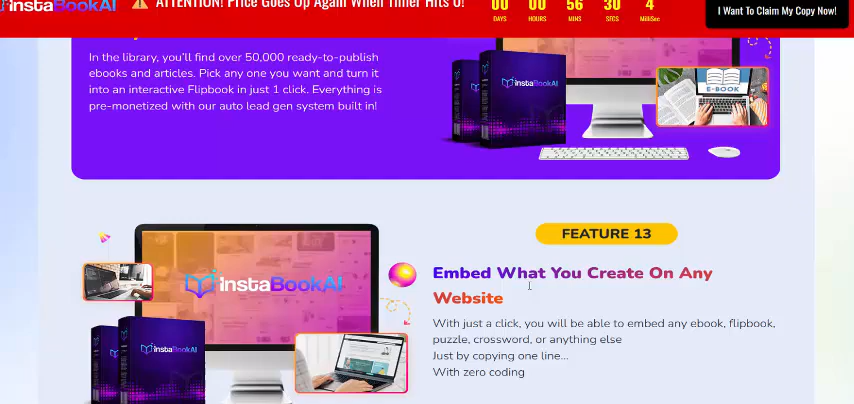 instaBookAI
ATTENTION! Price Goes Up Again When Timer Hits 0!
00 00 56 30 4
DAYS HOURS MINS SECS MilliSec
I Want To Claim My Copy Now!
In the library, you'll find over 50,000 ready-to-publish
ebooks and articles. Pick any one you want and turn it
into an interactive Flipbook in just 1 click. Everything is
pre-monetized with our auto lead gen system built in!
instaBookAI
E-BOOK
FEATURE 13
Embed What You Create On Any
Website
With just a click, you will be able to embed any ebook, flipbook,
puzzle, crossword, or anything else
Just by copying one line...
With zero coding
instaBookAI
instaBookAI